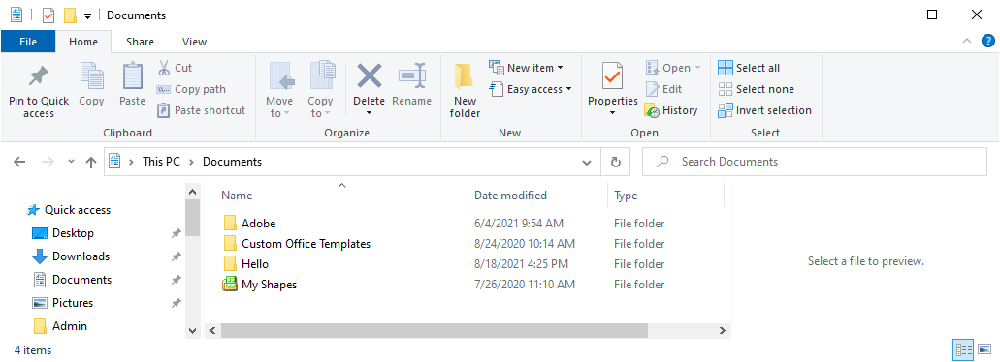 Documents
File Home Share View
Pin to Quick access
Copy
Paste
Cut
Copy path
Paste shortcut
Clipboard
Move to
Copy to
Delete
Rename
Organize
New folder
New item
Easy access
New
Properties
Open
Edit
History
Open
Select all
Select none
Invert selection
Select
This PC > Documents
Search Documents
Quick access
Desktop
Downloads
Documents
Pictures
Admin
Name Date modified Type
Adobe 6/4/2021 9:54 AM File folder
Custom Office Templates 8/24/2020 10:14 AM File folder
Hello 8/18/2021 4:25 PM File folder
My Shapes 7/26/2020 11:10 AM File folder
Select a file to preview.
4 items